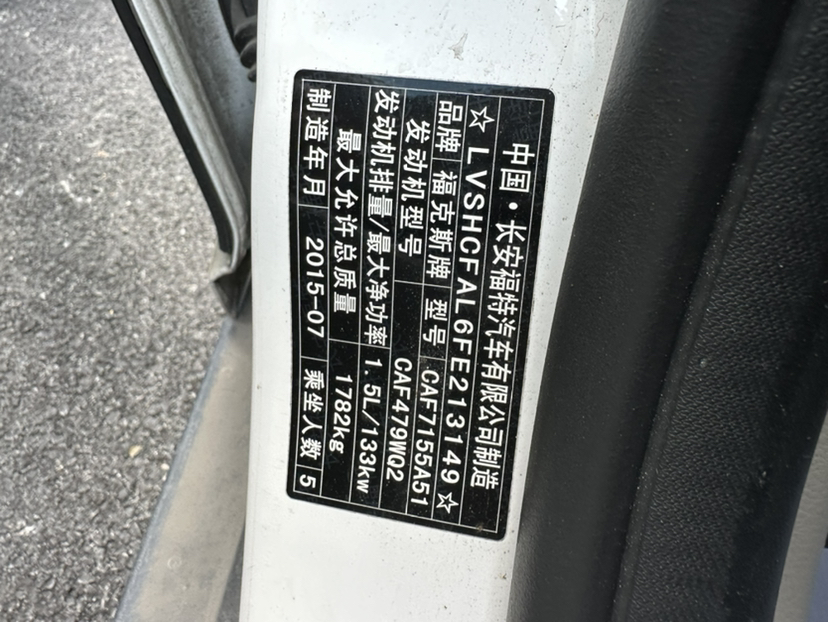 中国·长安福特汽车有限公司制造
☆LVSHCFAL6FE213149☆
品牌 福克斯牌 型号 CAF7155A51
发动机型号 CAF479WQ2
发动机排量/最大净功率 1.5L/133kw
最大允许总质量 1782kg
制造年月 2015-07 乘坐人数 5